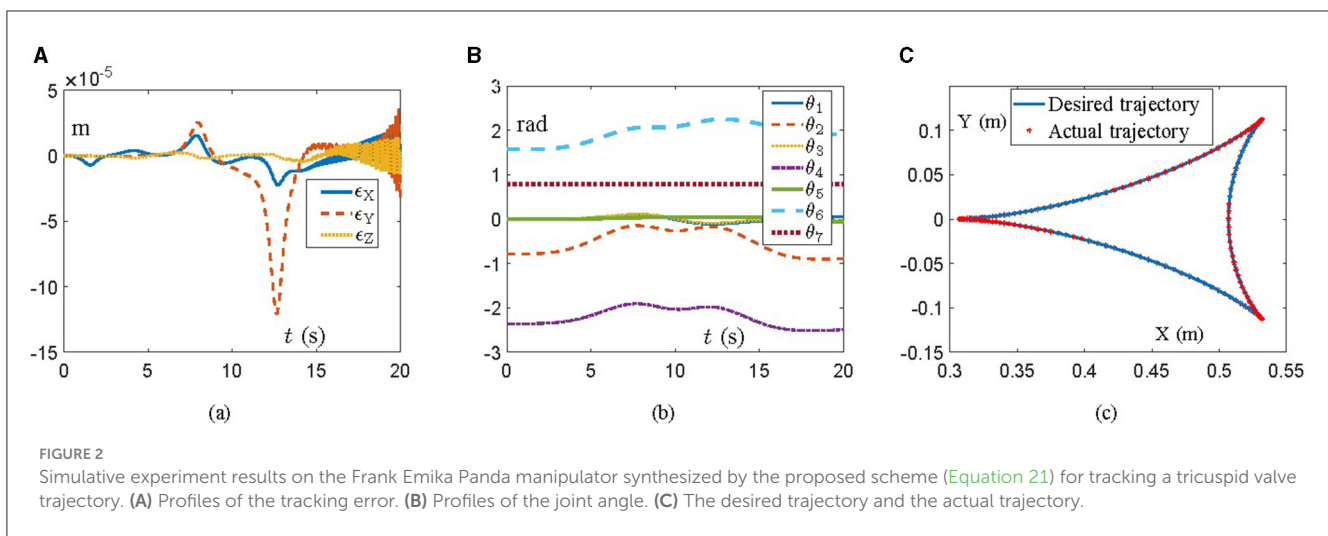 A
×10⁻⁵
5
0
-5
-10
-15
m
ϵX
ϵY
ϵZ
t (s)
0 5 10 15 20
(a)
B
3
2
1
0
-1
-2
-3
rad
θ1
θ2
θ3
θ4
θ5
θ6
θ7
t (s)
0 5 10 15 20
(b)
C
0.1
0.05
0
-0.05
-0.1
-0.15
Y (m)
Desired trajectory
Actual trajectory
X (m)
0.3 0.35 0.4 0.45 0.5 0.55
(c)
FIGURE 2
Simulative experiment results on the Frank Emika Panda manipulator synthesized by the proposed scheme (Equation 21) for tracking a tricuspid valve
trajectory. (A) Profiles of the tracking error. (B) Profiles of the joint angle. (C) The desired trajectory and the actual trajectory.